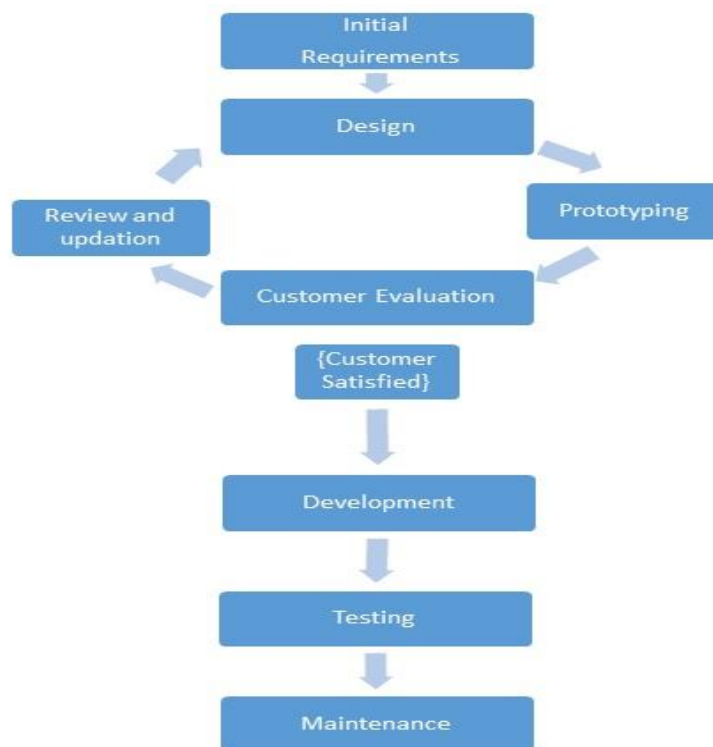 Initial
Requirements
Design
Prototyping
Review and
updation
Customer Evaluation
{Customer
Satisfied}
Development
Testing
Maintenance